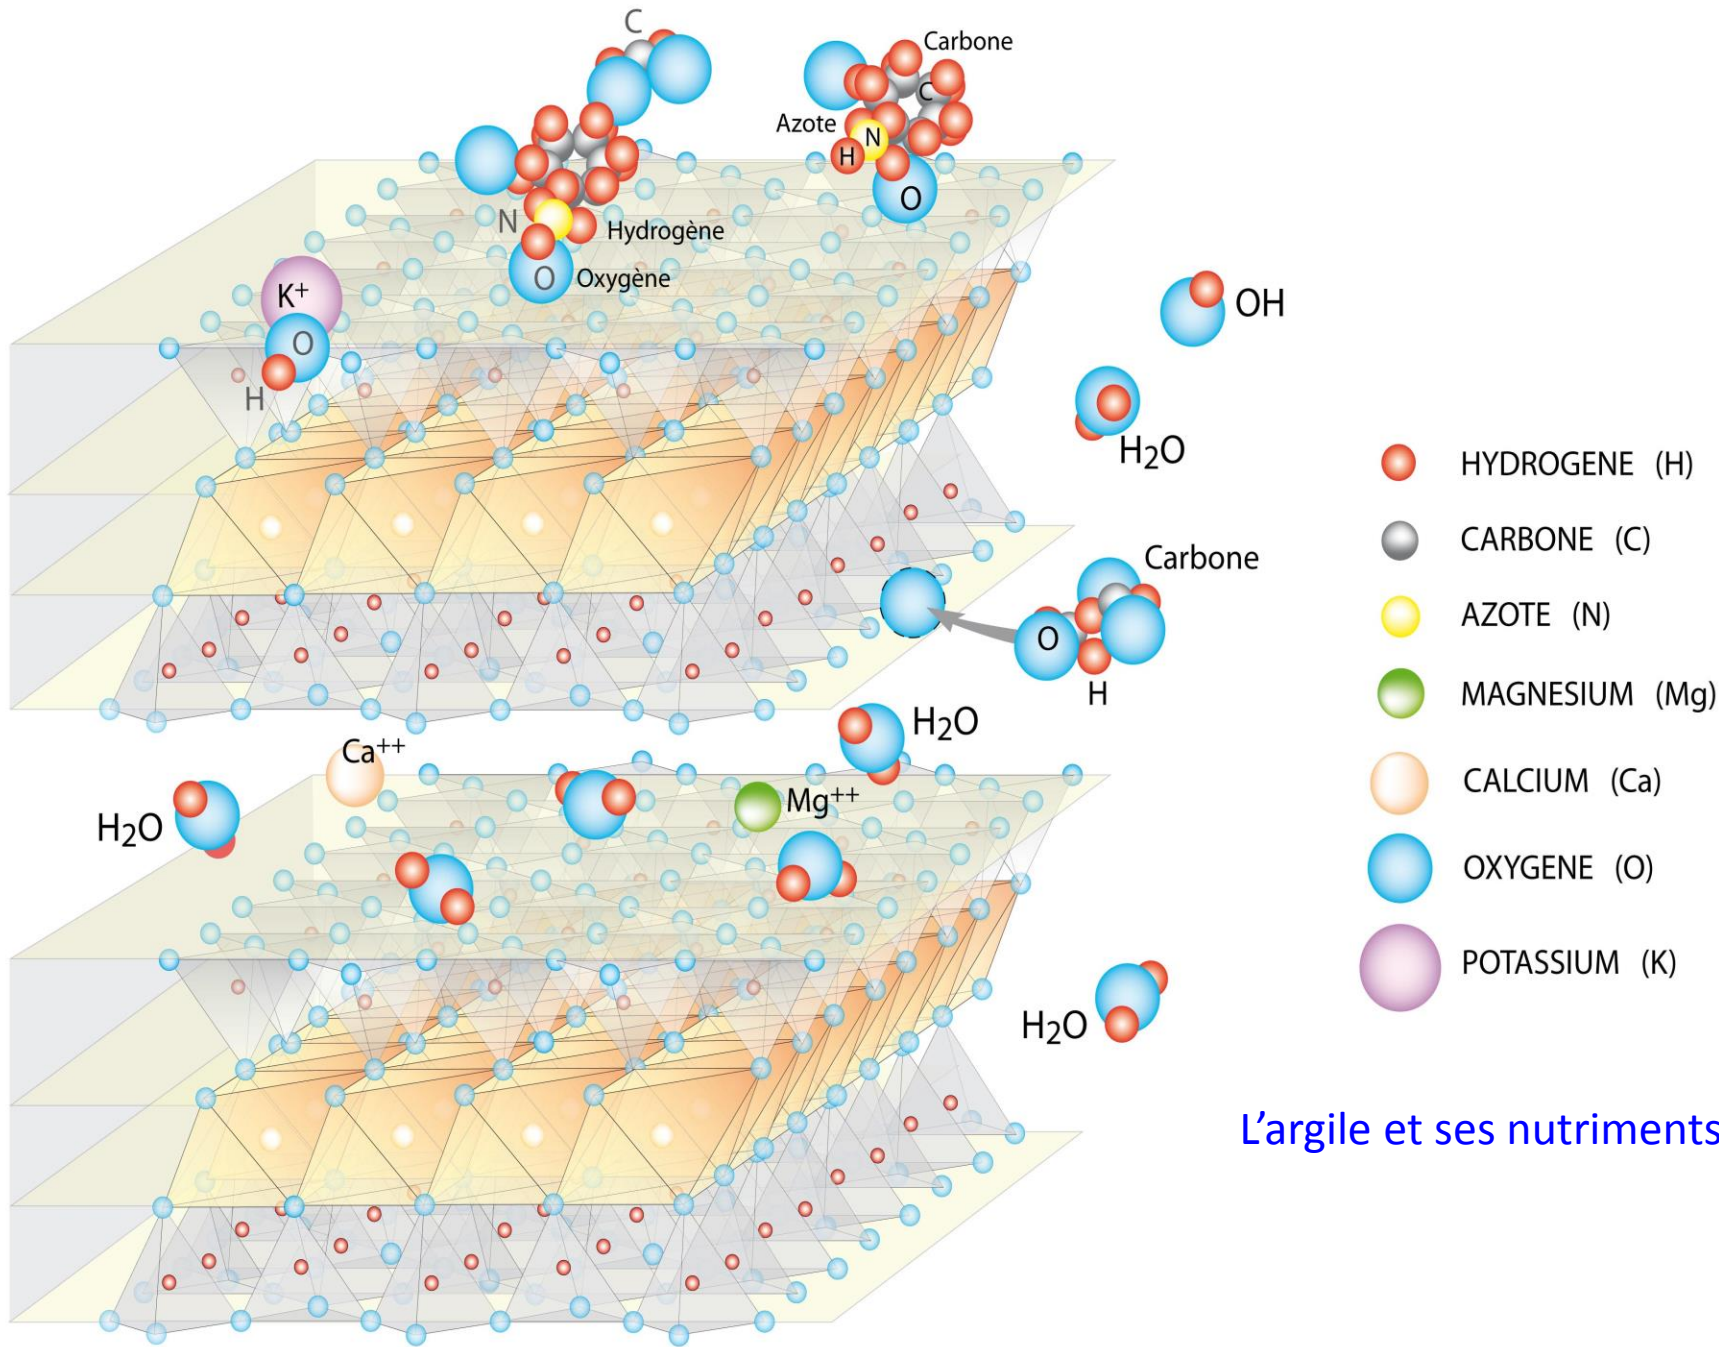 C
Carbone
C
Azote
N
H
O
N
Hydrogène
O
Oxygène
K+
O
H
OH
H2O
HYDROGENE (H)
CARBONE (C)
AZOTE (N)
MAGNESIUM (Mg)
CALCIUM (Ca)
OXYGENE (O)
POTASSIUM (K)
Carbone
O
H
H2O
Ca++
Mg++
H2O
H2O
L'argile et ses nutriments